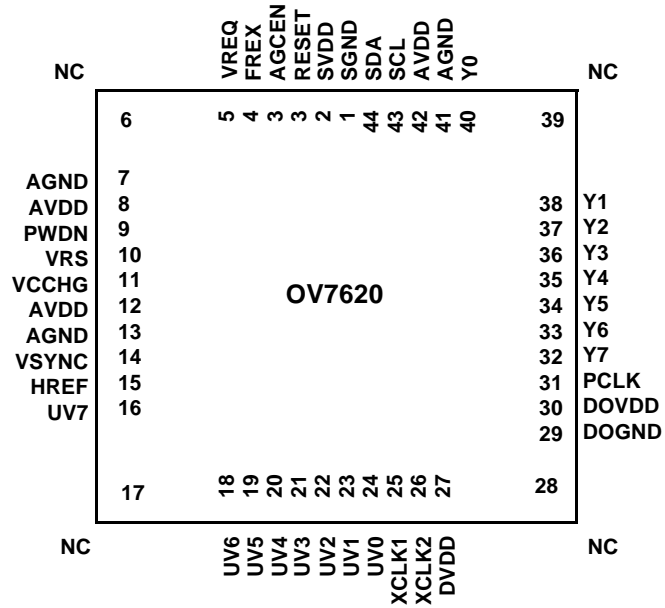 VREQ FREX AGCEN RESET SVDD SGND SDA SCL AVDD AGND Y0
NC NC
6 5 4 3 3 2 1 44 43 42 41 40 39
AGND 7
AVDD 8 38 Y1
PWDN 9 37 Y2
VRS 10 36 Y3
VCCHG 11 35 Y4
OV7620
AVDD 12 34 Y5
AGND 13 33 Y6
VSYNC 14 32 Y7
HREF 15 31 PCLK
UV7 16 30 DOVDD
29 DOGND
17 18 19 20 21 22 23 24 25 26 27 28
NC NC
UV6 UV5 UV4 UV3 UV2 UV1 UV0 XCLK1 XCLK2 DVDD